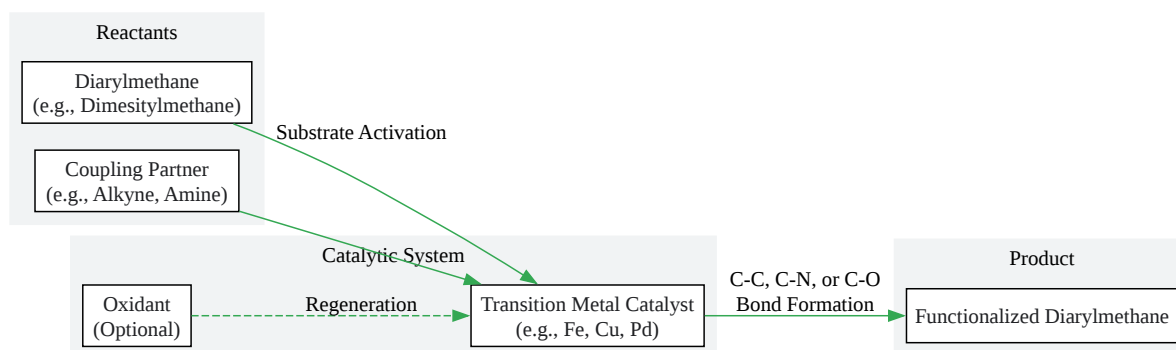 Reactants
Diarylmethane
(e.g., Dimesitylmethane)
Substrate Activation
Coupling Partner
(e.g., Alkyne, Amine)
Catalytic System
Oxidant
(Optional)
Regeneration
Transition Metal Catalyst
(e.g., Fe, Cu, Pd)
C-C, C-N, or C-O
Bond Formation
Product
Functionalized Diarylmethane